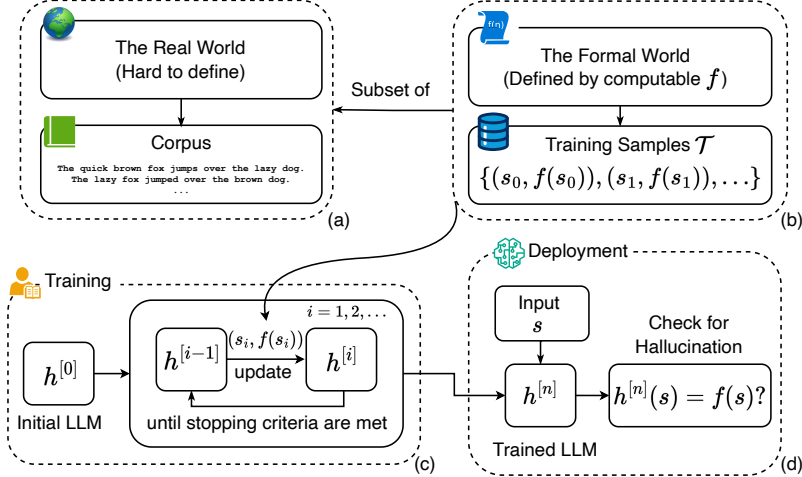 The Real World
(Hard to define)
Corpus
The quick brown fox jumps over the lazy dog.
The lazy fox jumped over the brown dog.
...
(a)
Subset of
f(n)
The Formal World
(Defined by computable f)
Training Samples 𝒯
{(s₀, f(s₀)), (s₁, f(s₁)), . . .}
(b)
Training
h^[0]
Initial LLM
i = 1, 2, . . .
h^[i−1]
(sᵢ, f(sᵢ))
update
h^[i]
until stopping criteria are met
(c)
Deployment
Input
s
h^[n]
Trained LLM
Check for
Hallucination
h^[n](s) = f(s)?
(d)